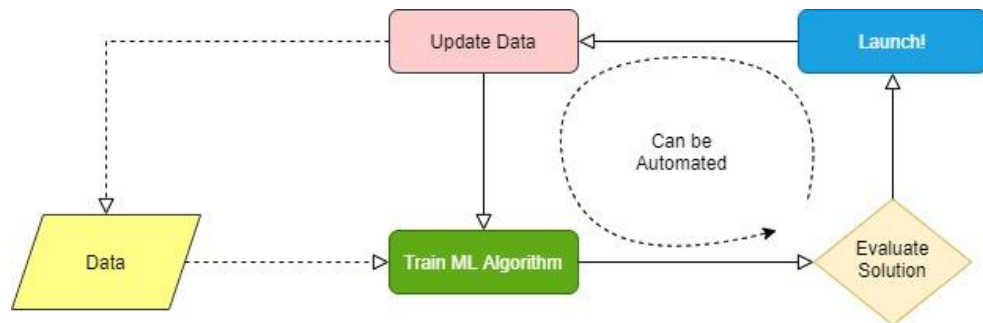 Update Data
Launch!
Can be
Automated
Data
Train ML Algorithm
Evaluate
Solution